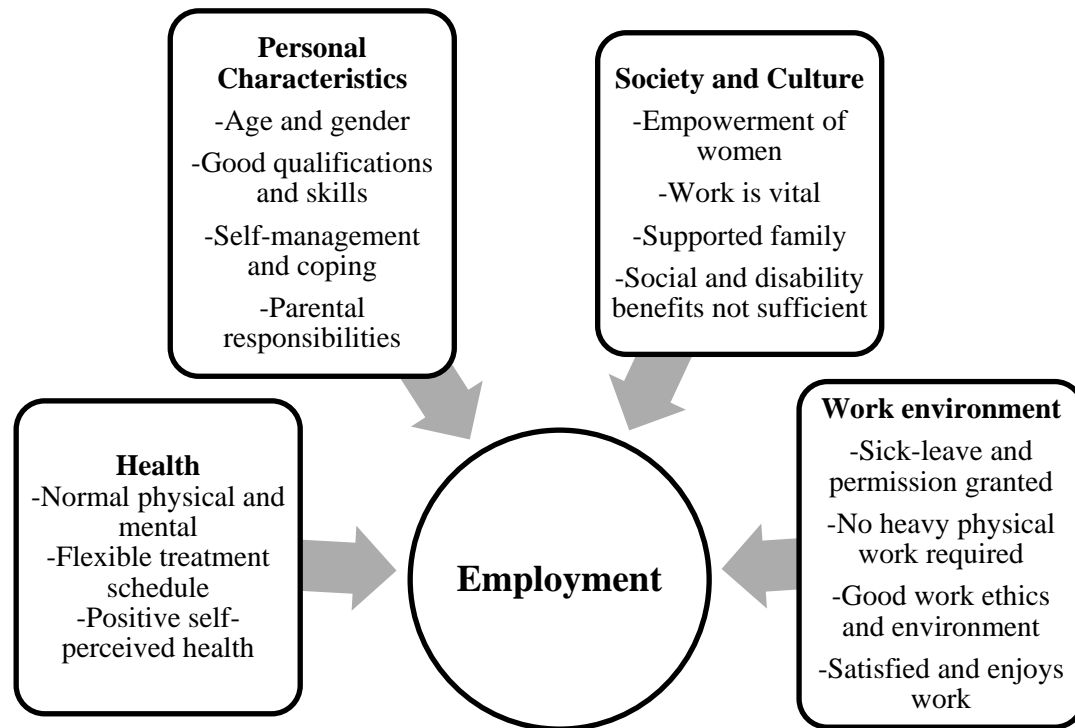 Personal
Characteristics
-Age and gender
-Good qualifications
and skills
-Self-management
and coping
-Parental
responsibilities
Society and Culture
-Empowerment of
women
-Work is vital
-Supported family
-Social and disability
benefits not sufficient
Health
-Normal physical and
mental
-Flexible treatment
schedule
-Positive self-
perceived health
Employment
Work environment
-Sick-leave and
permission granted
-No heavy physical
work required
-Good work ethics
and environment
-Satisfied and enjoys
work